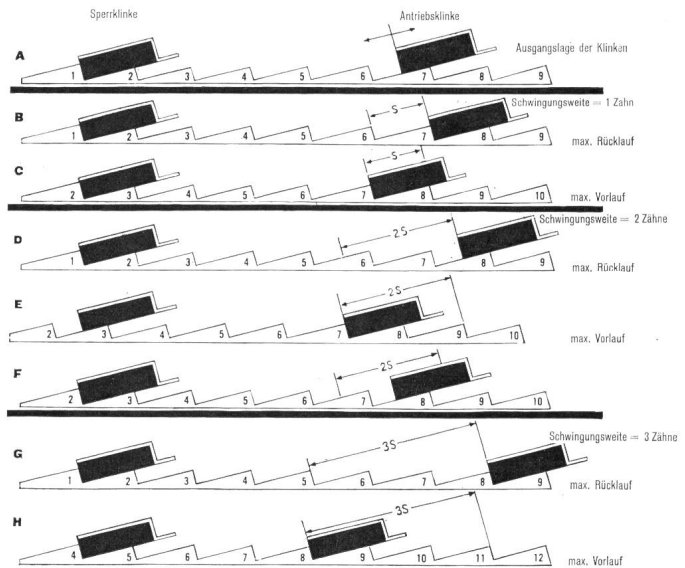 Sperrklinke Antriebsklinke
A Ausgangslage der Klinken
1 2 3 4 5 6 7 8 9
Schwingungsweite = 1 Zahn
B S
1 2 3 4 5 6 7 8 9 max. Rücklauf
C S
2 3 4 5 6 7 8 9 10 max. Vorlauf
Schwingungsweite = 2 Zähne
D 2S
1 2 3 4 5 6 7 8 9 max. Rücklauf
E 2S
2 3 4 5 6 7 8 9 10 max. Vorlauf
F 2S
2 3 4 5 6 7 8 9 10
Schwingungsweite = 3 Zähne
G 3S
1 2 3 4 5 6 7 8 9 max. Rücklauf
H 3S
4 5 6 7 8 9 10 11 12 max. Vorlauf